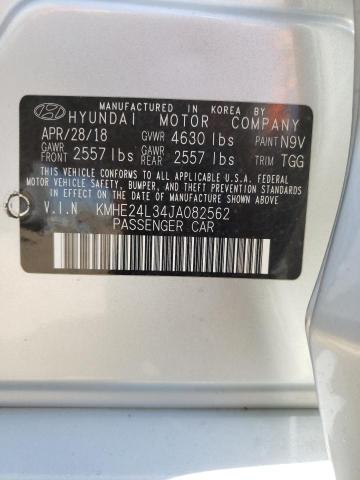 MANUFACTURED IN KOREA BY
HYUNDAI MOTOR COMPANY
APR/28/18 GVWR 4630 lbs PAINT N9V
GAWR FRONT 2557 lbs GAWR REAR 2557 lbs TRIM TGG
THIS VEHICLE CONFORMS TO ALL APPLICABLE U.S.A. FEDERAL
MOTOR VEHICLE SAFETY, BUMPER, AND THEFT PREVENTION
STANDARDS IN EFFECT ON THE DATE OF MANUFACTURE SHOWN ABOVE.
V.I.N KMHE24L34JA082562
PASSENGER CAR